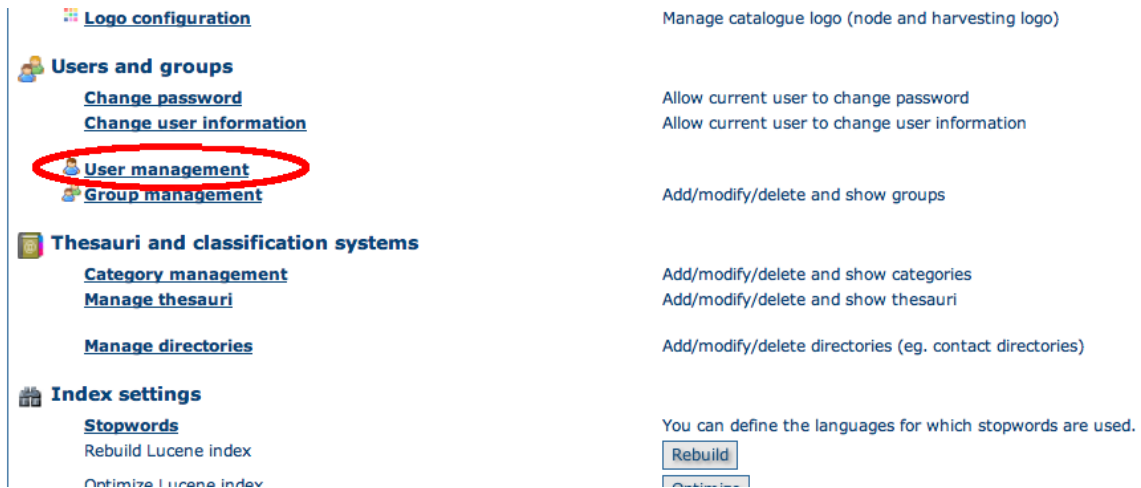 Logo configuration Manage catalogue logo (node and harvesting logo)
Users and groups
Change password Allow current user to change password
Change user information Allow current user to change user information
User management
Group management Add/modify/delete and show groups
Thesauri and classification systems
Category management Add/modify/delete and show categories
Manage thesauri Add/modify/delete and show thesauri
Manage directories Add/modify/delete directories (eg. contact directories)
Index settings
Stopwords You can define the languages for which stopwords are used.
Rebuild Lucene index Rebuild
Optimize Lucene index Optimize